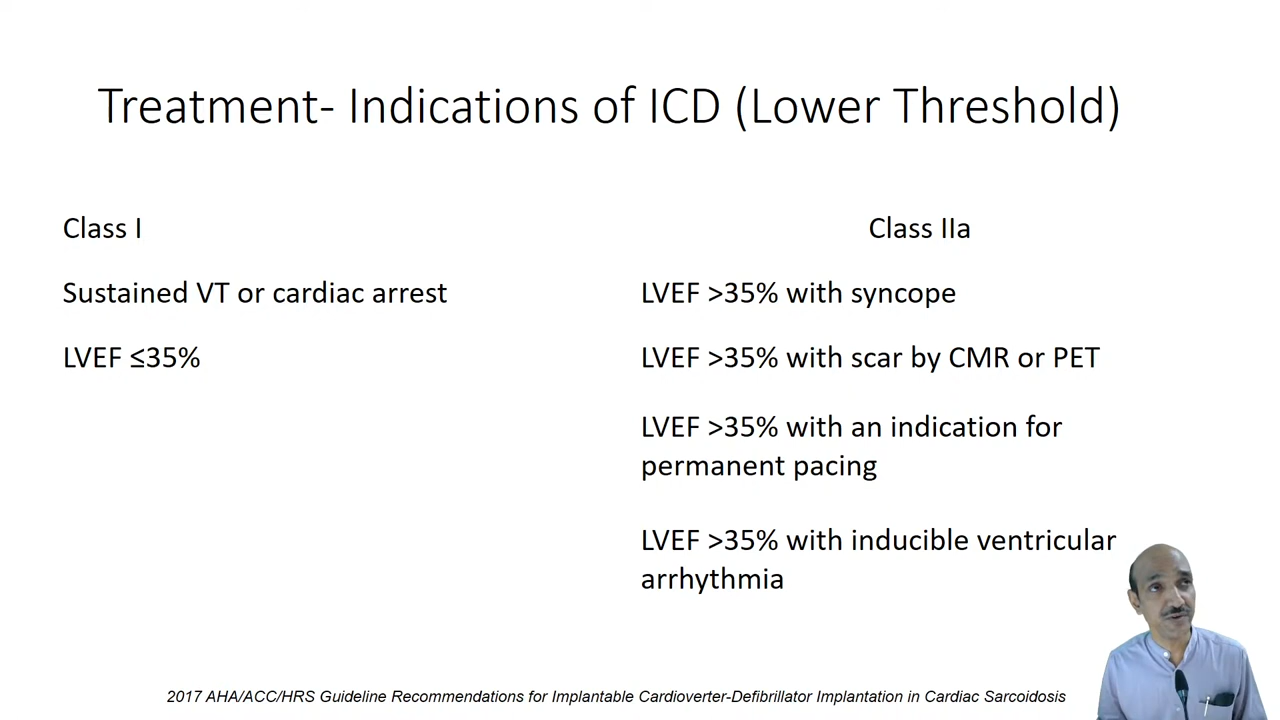 Treatment- Indications of ICD (Lower Threshold)
Class I
Sustained VT or cardiac arrest
LVEF ≤35%
Class IIa
LVEF >35% with syncope
LVEF >35% with scar by CMR or PET
LVEF >35% with an indication for
permanent pacing
LVEF >35% with inducible ventricular
arrhythmia
2017 AHA/ACC/HRS Guideline Recommendations for Implantable Cardioverter-Defibrillator Implantation in Cardiac Sarcoidosis